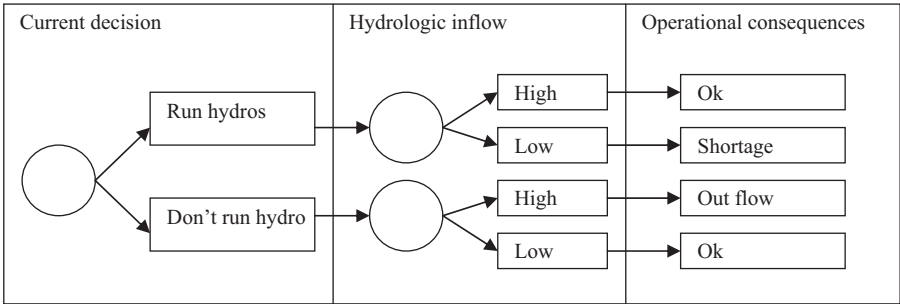 Current decision
Hydrologic inflow
Operational consequences
Run hydros
High
Ok
Low
Shortage
Don't run hydro
High
Out flow
Low
Ok